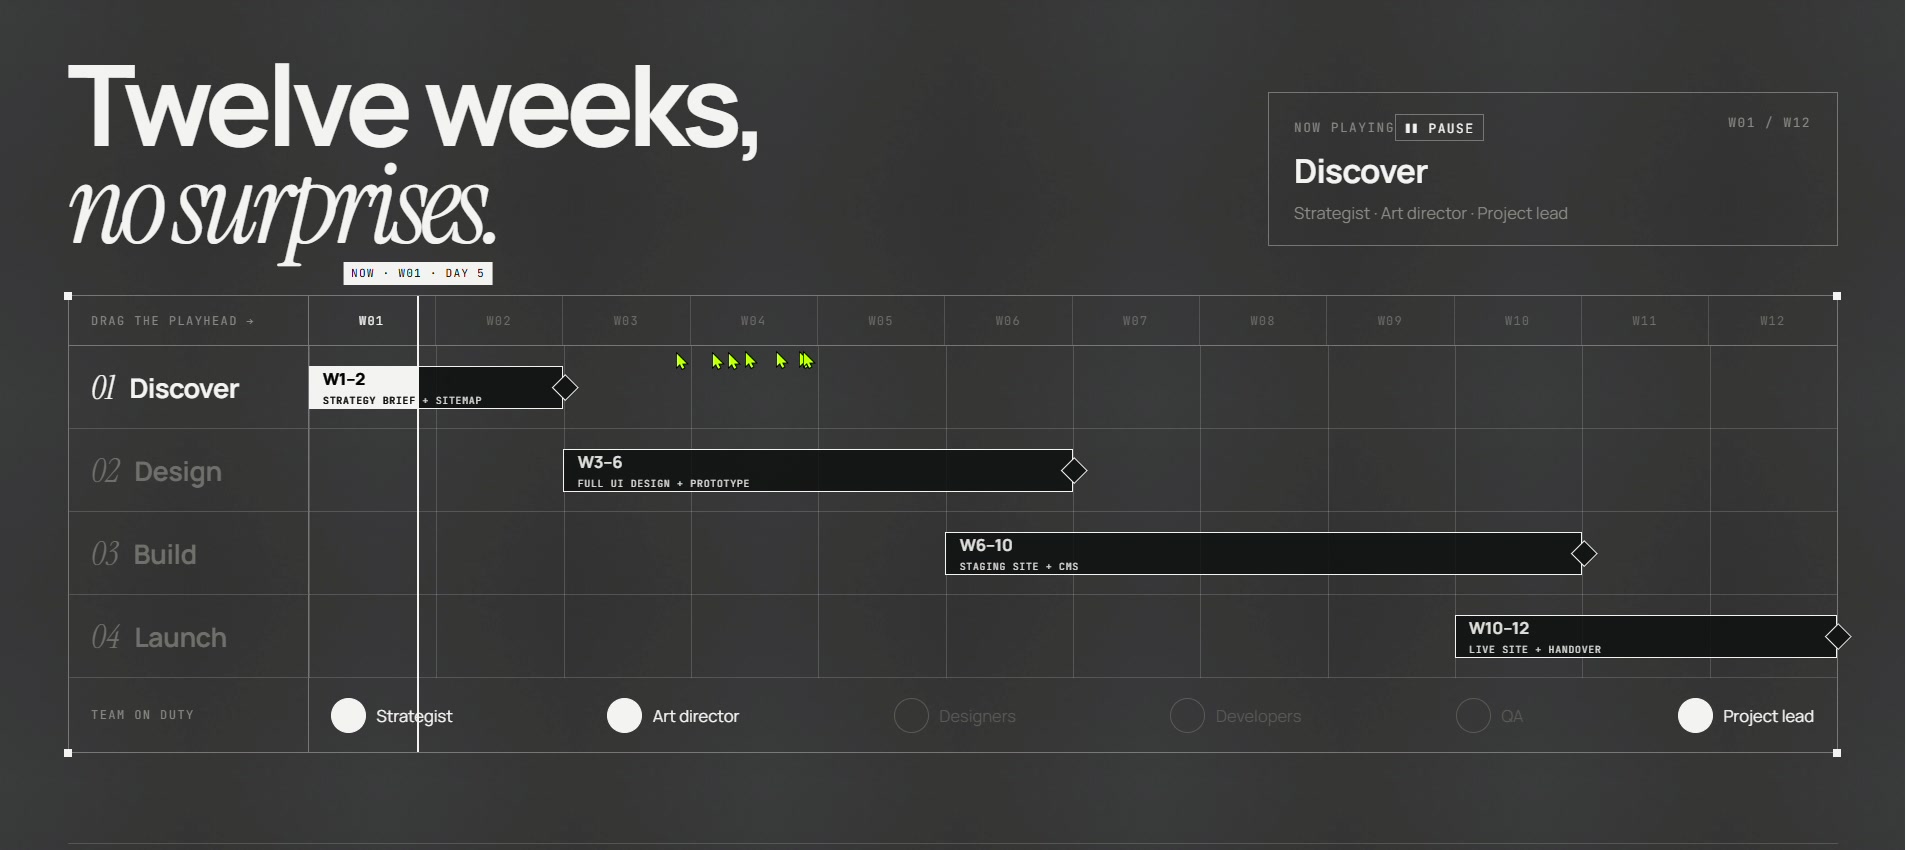 Twelve weeks,
no surprises.
NOW PLAYING
PAUSE
W01 / W12
Discover
Strategist · Art director · Project lead
NOW · W01 · DAY 5
DRAG THE PLAYHEAD →
W01
W02
W03
W04
W05
W06
W07
W08
W09
W10
W11
W12
01 Discover
W1–2
STRATEGY BRIEF + SITEMAP
02 Design
W3–6
FULL UI DESIGN + PROTOTYPE
03 Build
W6–10
STAGING SITE + CMS
04 Launch
W10–12
LIVE SITE + HANDOVER
TEAM ON DUTY
Strategist
Art director
Designers
Developers
QA
Project lead